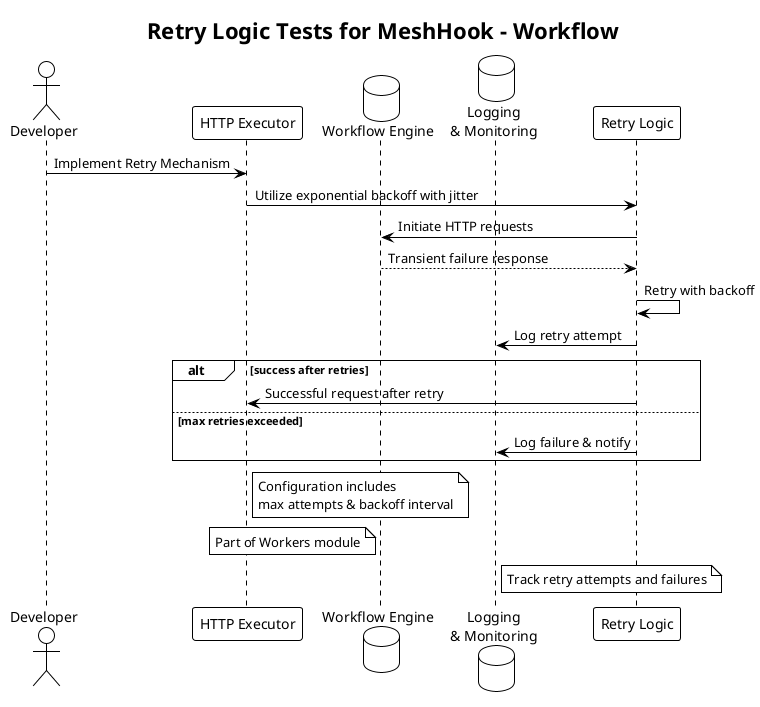 Retry Logic Tests for MeshHook - Workflow
Developer
HTTP Executor
Workflow Engine
Logging
& Monitoring
Retry Logic
Implement Retry Mechanism
Utilize exponential backoff with jitter
Initiate HTTP requests
Transient failure response
Retry with backoff
Log retry attempt
alt
[success after retries]
Successful request after retry
[max retries exceeded]
Log failure & notify
Configuration includes
max attempts & backoff interval
Part of Workers module
Track retry attempts and failures
Developer
HTTP Executor
Workflow Engine
Logging
& Monitoring
Retry Logic